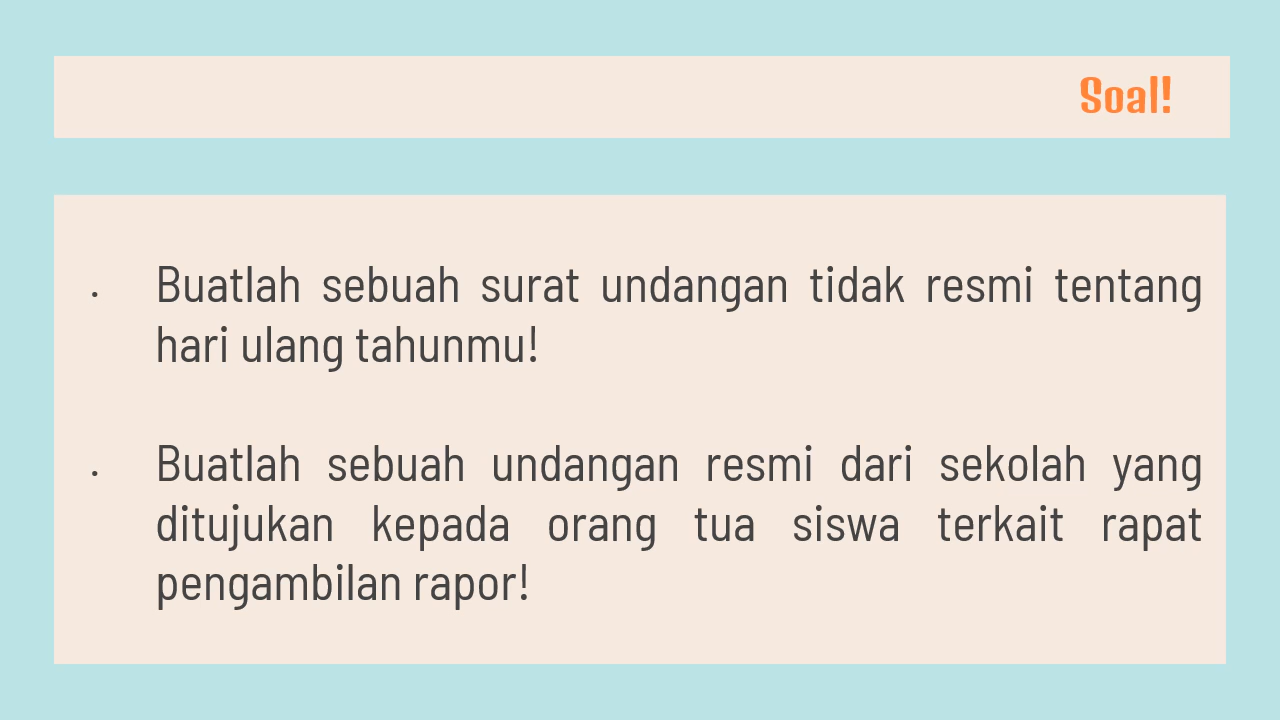 Soal!
. Buatlah sebuah surat undangan tidak resmi tentang
hari ulang tahunmu!
. Buatlah sebuah undangan resmi dari sekolah yang
ditujukan kepada orang tua siswa terkait rapat
pengambilan rapor!